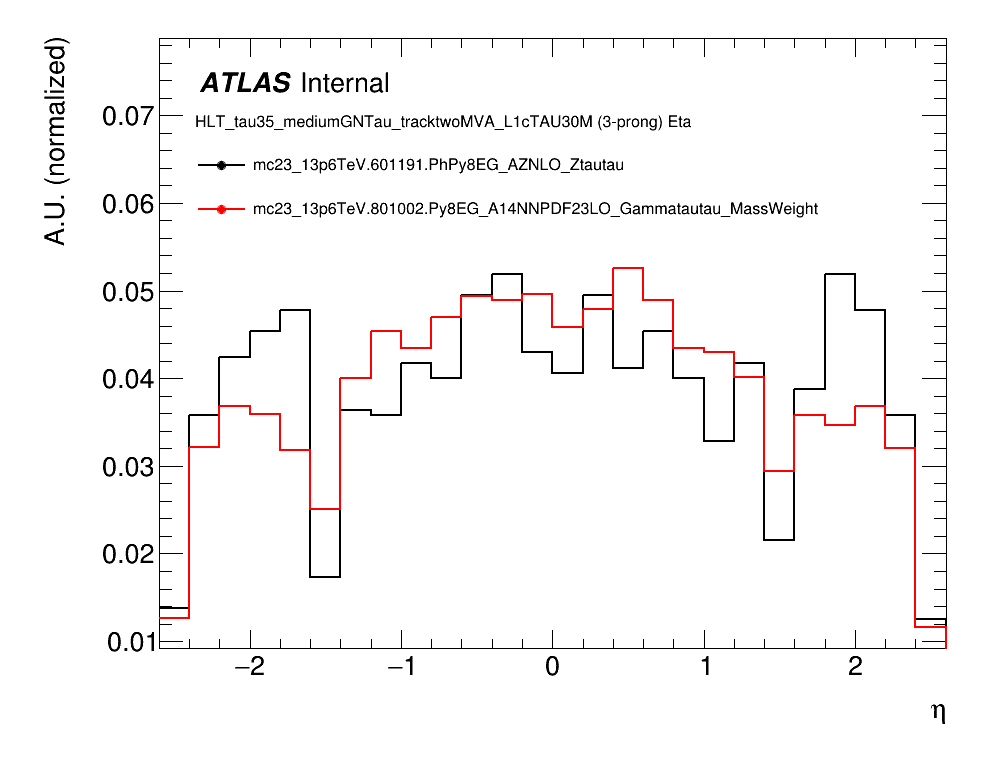 A.U. (normalized)
ATLAS Internal
HLT_tau35_mediumGNTau_tracktwoMVA_L1cTAU30M (3-prong) Eta
mc23_13p6TeV.601191.PhPy8EG_AZNLO_Ztautau
mc23_13p6TeV.801002.Py8EG_A14NNPDF23LO_Gammatautau_MassWeight
0.07
0.06
0.05
0.04
0.03
0.02
0.01
−2 −1 0 1 2
η